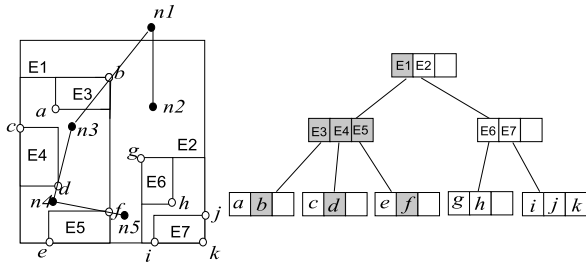 n1
E1 b
E3
a n2
c n3
E4 g E2
E6
d
n4 f h j
E5 n5 E7
e i k
E1 E2
E3 E4 E5 E6 E7
a b c d e f g h i j k